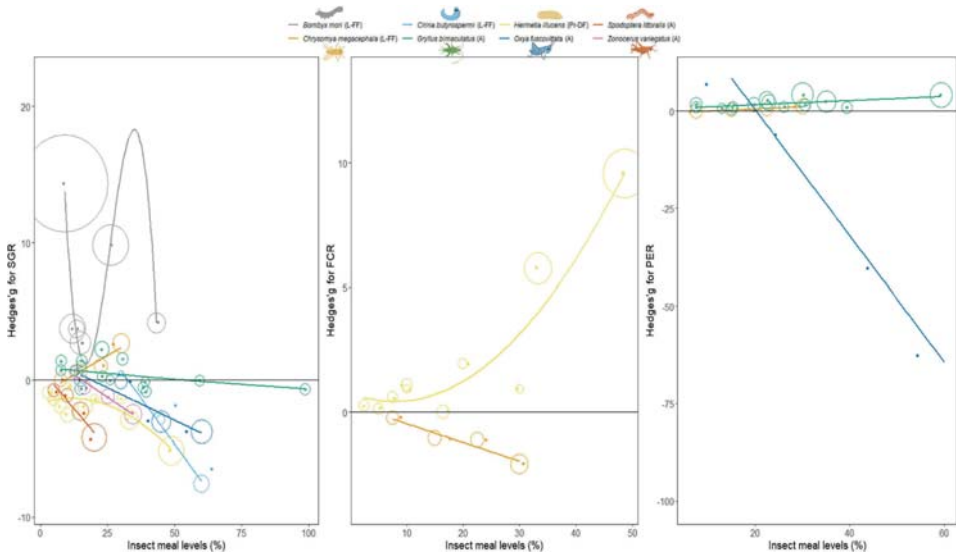 Bombyx mori (L-FF) Cirinia butyrospermi (L-FF) Hermetia illucens (Pr-DF) Spodoptera littoralis (A)
Chrysomya megacephala (L-FF) Gryllus bimaculatus (A) Oxya fuscovittata (A) Zonocerus variegatus (A)
Hedges'g for SGR
20
10
0
-10
0 25 50 75 100
Insect meal levels (%)
Hedges'g for FCR
10
5
0
10 20 30 40 50
Insect meal levels (%)
Hedges'g for PER
0
-25
-50
-75
-100
20 40 60
Insect meal levels (%)